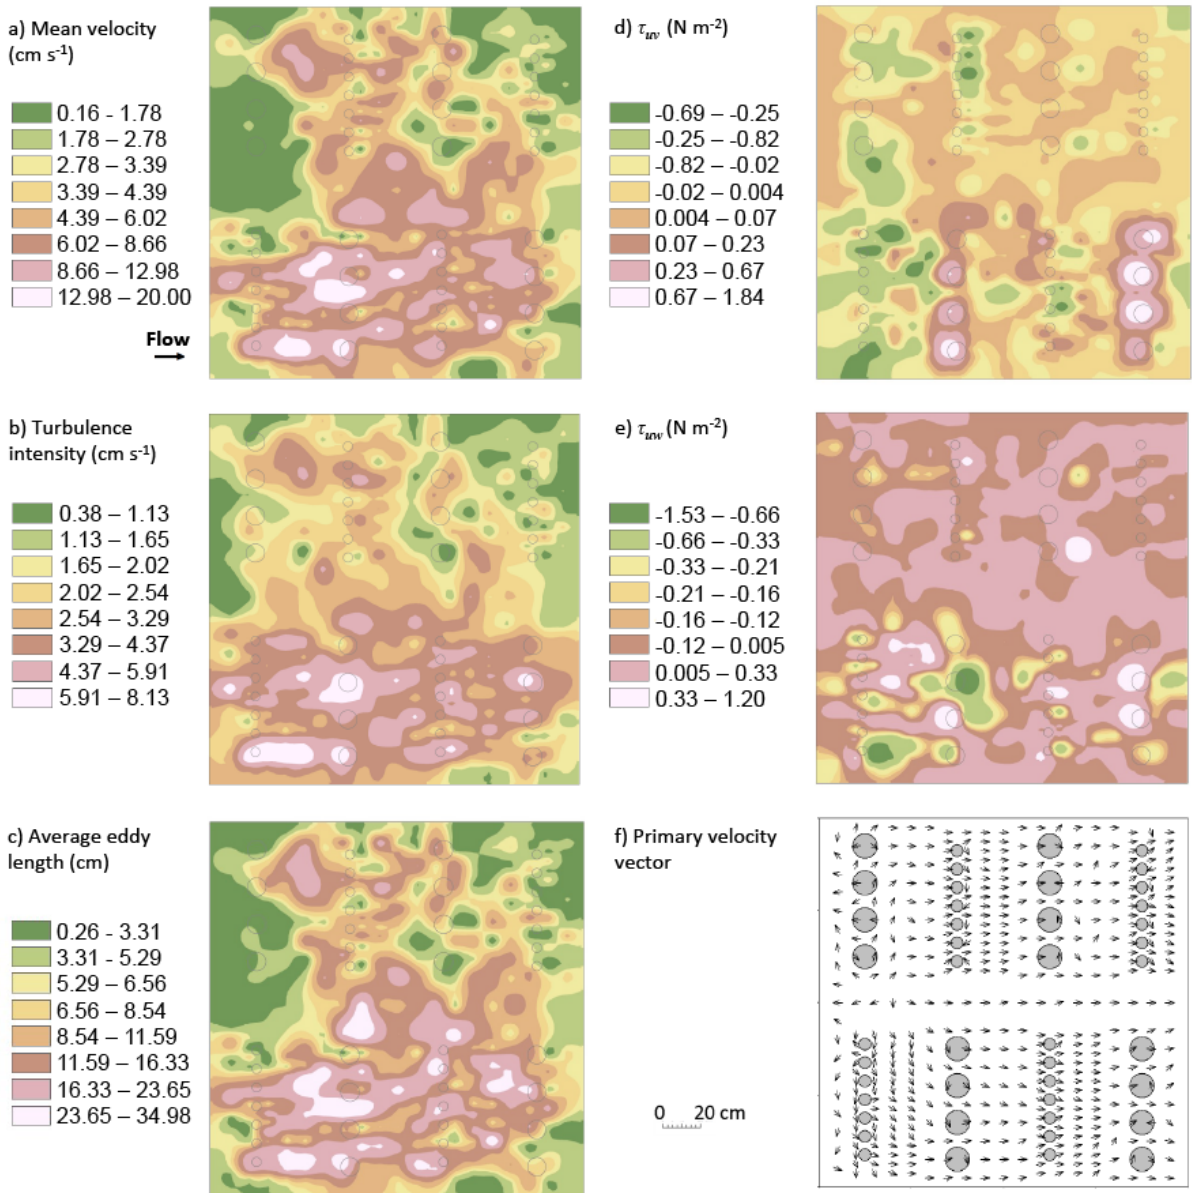 a) Mean velocity
(cm s-1)
0.16 - 1.78
1.78 – 2.78
2.78 – 3.39
3.39 – 4.39
4.39 – 6.02
6.02 – 8.66
8.66 – 12.98
12.98 – 20.00
Flow
b) Turbulence
intensity (cm s-1)
0.38 – 1.13
1.13 – 1.65
1.65 – 2.02
2.02 – 2.54
2.54 – 3.29
3.29 – 4.37
4.37 – 5.91
5.91 – 8.13
c) Average eddy
length (cm)
0.26 - 3.31
3.31 - 5.29
5.29 – 6.56
6.56 – 8.54
8.54 – 11.59
11.59 – 16.33
16.33 – 23.65
23.65 – 34.98
d) τuv (N m-2)
-0.69 – -0.25
-0.25 – -0.82
-0.82 – -0.02
-0.02 – 0.004
0.004 – 0.07
0.07 – 0.23
0.23 – 0.67
0.67 – 1.84
e) τuw (N m-2)
-1.53 – -0.66
-0.66 – -0.33
-0.33 – -0.21
-0.21 – -0.16
-0.16 – -0.12
-0.12 – 0.005
0.005 – 0.33
0.33 – 1.20
f) Primary velocity
vector
0 20 cm